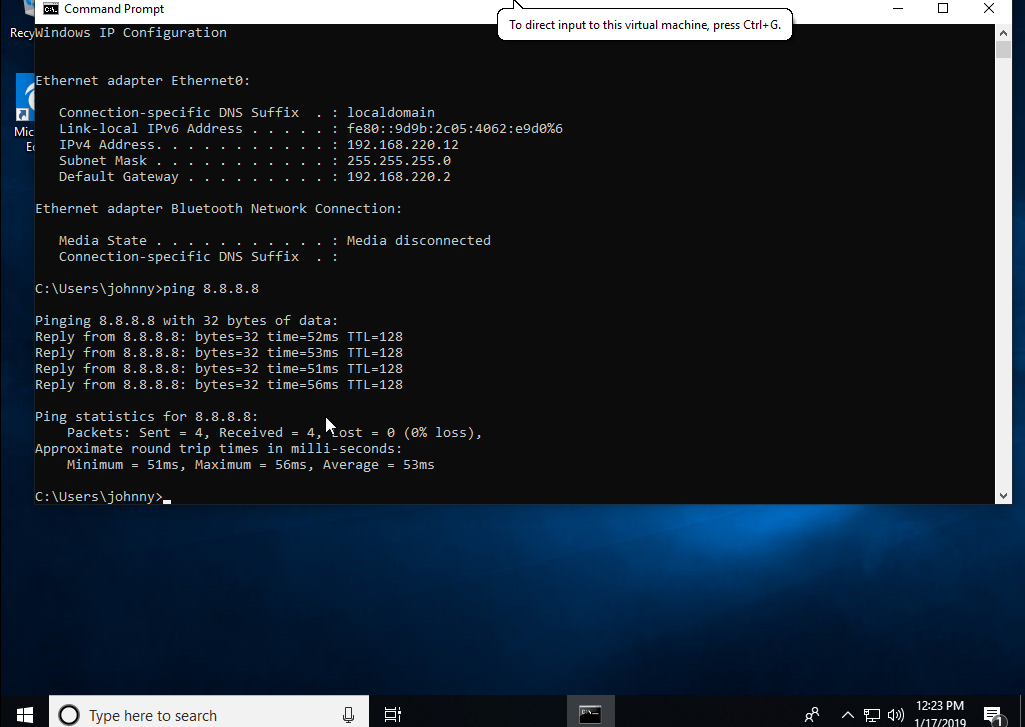 Command Prompt
To direct input to this virtual machine, press Ctrl+G.
Windows IP Configuration
Ethernet adapter Ethernet0:
Connection-specific DNS Suffix . : localdomain
Link-local IPv6 Address . . . . . : fe80::9d9b:2c05:4062:e9d0%6
IPv4 Address. . . . . . . . . . . : 192.168.220.12
Subnet Mask . . . . . . . . . . . : 255.255.255.0
Default Gateway . . . . . . . . . : 192.168.220.2
Ethernet adapter Bluetooth Network Connection:
Media State . . . . . . . . . . . : Media disconnected
Connection-specific DNS Suffix . :
C:\Users\johnny>ping 8.8.8.8
Pinging 8.8.8.8 with 32 bytes of data:
Reply from 8.8.8.8: bytes=32 time=52ms TTL=128
Reply from 8.8.8.8: bytes=32 time=53ms TTL=128
Reply from 8.8.8.8: bytes=32 time=51ms TTL=128
Reply from 8.8.8.8: bytes=32 time=56ms TTL=128
Ping statistics for 8.8.8.8:
Packets: Sent = 4, Received = 4, Lost = 0 (0% loss),
Approximate round trip times in milli-seconds:
Minimum = 51ms, Maximum = 56ms, Average = 53ms
C:\Users\johnny>
Recy
Mic
Ec
Type here to search
12:23 PM
1/17/2019
1